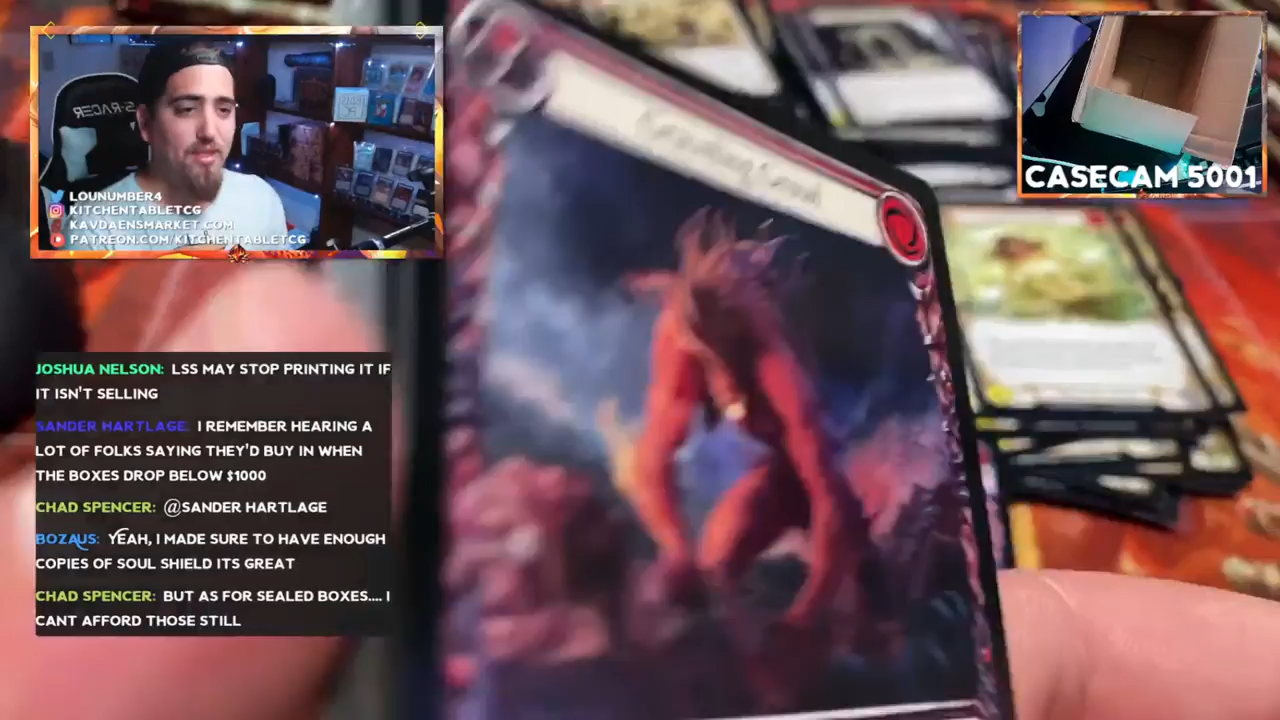 LOUNUMBER4
KITCHENTABLETCG
KAVDAENSMARKET.COM
PATREON.COM/KITCHENTABLETCG
CASECAM 5001
JOSHUA NELSON: LSS MAY STOP PRINTING IT IF
IT ISN'T SELLING
SANDER HARTLAGE: I REMEMBER HEARING A
LOT OF FOLKS SAYING THEY'D BUY IN WHEN
THE BOXES DROP BELOW $1000
CHAD SPENCER: @SANDER HARTLAGE
BOZAUS: YEAH, I MADE SURE TO HAVE ENOUGH
COPIES OF SOUL SHIELD ITS GREAT
CHAD SPENCER: BUT AS FOR SEALED BOXES.... I
CANT AFFORD THOSE STILL